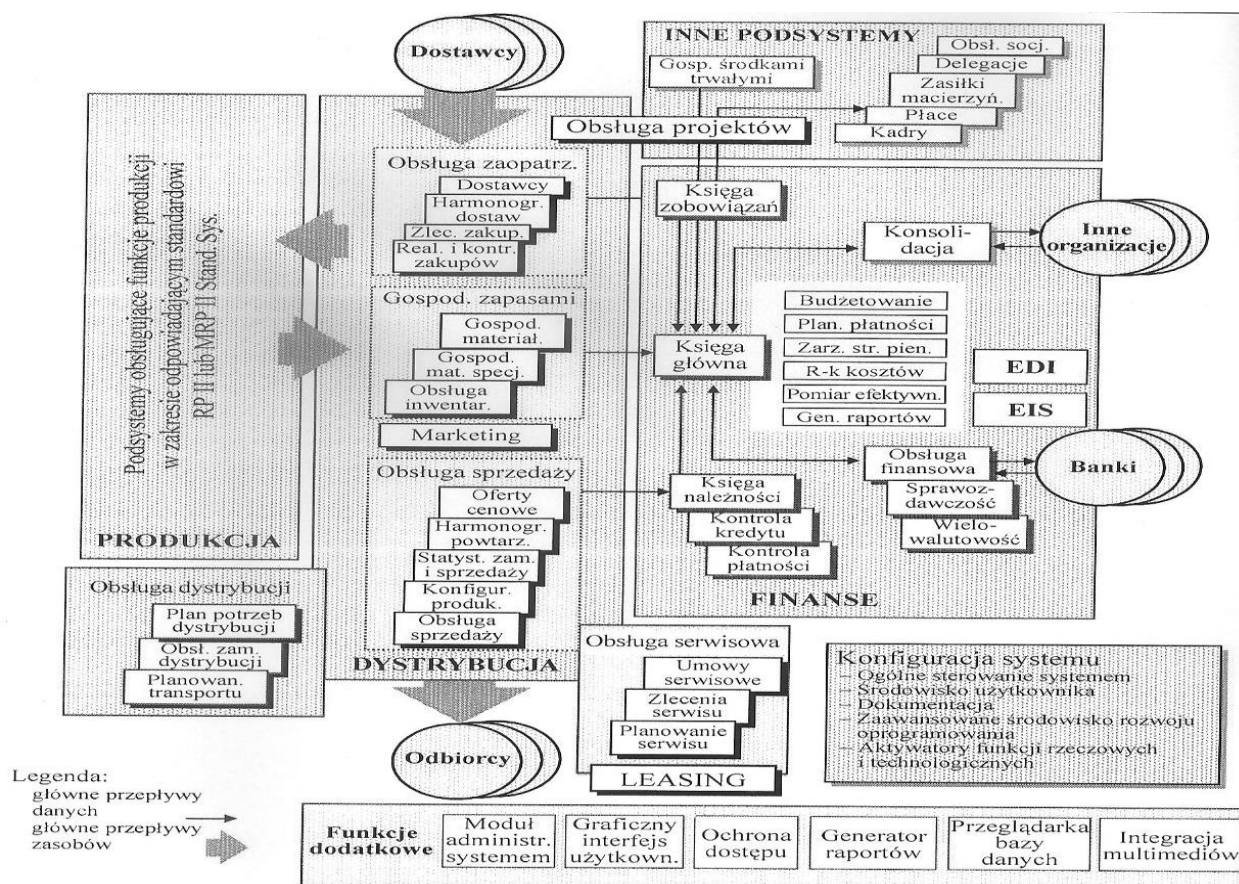 Dostawcy
INNE PODSYSTEMY
Gosp. środkami
trwałymi
Obsł. socj.
Delegacje
Zasiłki
macierzyń.
Płace
Kadry
Obsługa projektów
Podsystemy obsługujące funkcje produkcji
w zakresie odpowiadającym standardowi
RP II lub MRP II Stand Sys.
PRODUKCJA
Obsługa zaopatrz.
Dostawcy
Harmonogr.
dostaw
Zlec. zakup.
Real. i kontr.
zakupów
Gospod. zapasami
Gospod.
materiał.
Gospod.
mat. specj.
Obsługa
inwentar.
Marketing
Obsługa sprzedaży
Oferty
cenowe
Harmonogr.
powtarz.
Statyst. zam.
i sprzedaży
Konfigur.
produk.
Obsługa
sprzedaży
DYSTRYBUCJA
Księga
zobowiązań
Konsoli-
dacja
Inne
organizacje
Księga
główna
Budżetowanie
Plan. płatności
Zarz. str. pien.
R-k kosztów
Pomiar efektywn.
Gen. raportów
EDI
EIS
Obsługa
finansowa
Sprawoz-
dawczość
Wielo-
walutowość
Banki
Księga
należności
Kontrola
kredytu
Kontrola
płatności
FINANSE
Obsługa dystrybucji
Plan potrzeb
dystrybucji
Obsł. zam.
dystrybucji
Planowan.
transportu
Odbiorcy
Obsługa serwisowa
Umowy
serwisowe
Zlecenia
serwisu
Planowanie
serwisu
LEASING
Konfiguracja systemu
– Ogólne sterowanie systemem
– Środowisko użytkownika
– Dokumentacja
– Zaawansowane środowisko rozwoju
oprogramowania
– Aktywatory funkcji rzeczowych
i technologicznych
Legenda:
główne przepływy
danych
główne przepływy
zasobów
Funkcje
dodatkowe
Moduł
administr.
systemem
Graficzny
interfejs
użytkown.
Ochrona
dostępu
Generator
raportów
Przeglądarka
bazy
danych
Integracja
multimediów